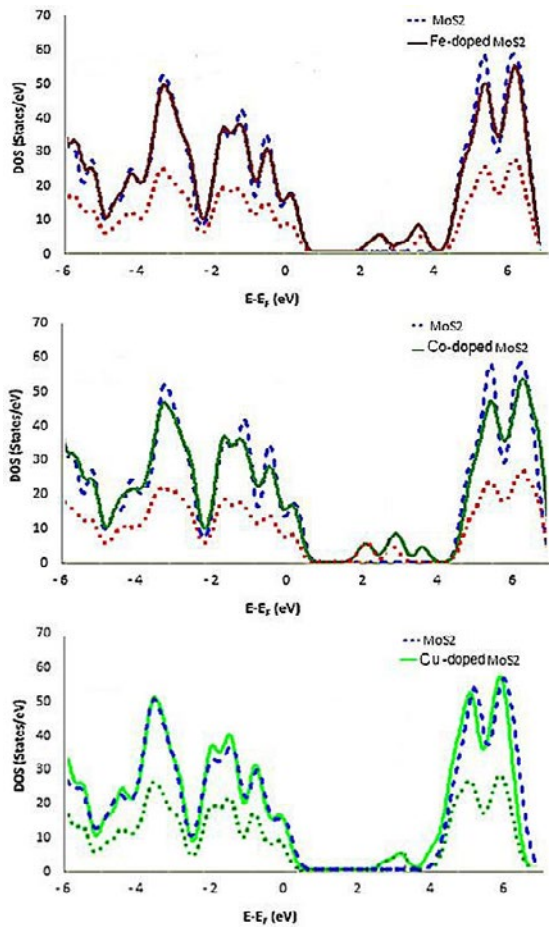 70
60
50
40
30
20
10
0
DOS (States/eV)
MoS2
Fe-doped MoS2
-6 -4 -2 0 2 4 6
E-EF (eV)
70
60
50
40
30
20
10
0
DOS (States/eV)
MoS2
Co-doped MoS2
-6 -4 -2 0 2 4 6
E-EF (eV)
70
60
50
40
30
20
10
0
DOS (States/eV)
MoS2
Cu-doped MoS2
-6 -4 -2 0 2 4 6
E-EF (eV)